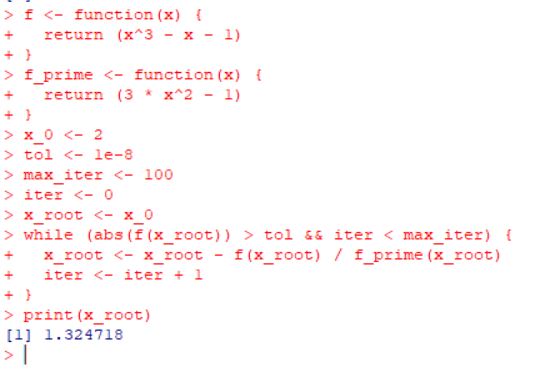 > f <- function(x) {
+   return (x^3 - x - 1)
+ }
> f_prime <- function(x) {
+   return (3 * x^2 - 1)
+ }
> x_0 <- 2
> tol <- 1e-8
> max_iter <- 100
> iter <- 0
> x_root <- x_0
> while (abs(f(x_root)) > tol && iter < max_iter) {
+   x_root <- x_root - f(x_root) / f_prime(x_root)
+   iter <- iter + 1
+ }
> print(x_root)
[1] 1.324718
>